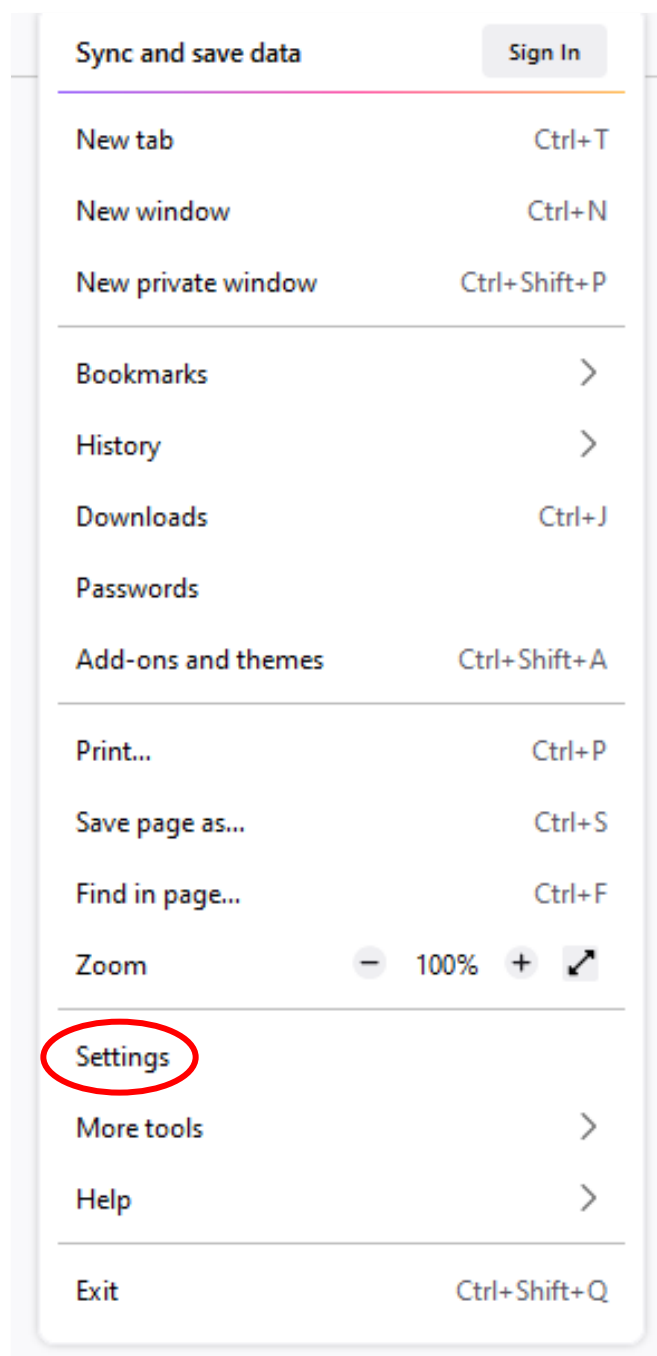 Sync and save data Sign In
New tab Ctrl+T
New window Ctrl+N
New private window Ctrl+Shift+P
Bookmarks
History
Downloads Ctrl+J
Passwords
Add-ons and themes Ctrl+Shift+A
Print... Ctrl+P
Save page as... Ctrl+S
Find in page... Ctrl+F
Zoom − 100% +
Settings
More tools
Help
Exit Ctrl+Shift+Q